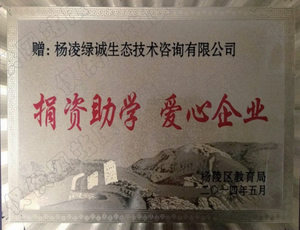 赠：杨凌绿诚生态技术咨询有限公司
捐资助学 爱心企业
杨陵区教育局
二〇一四年五月